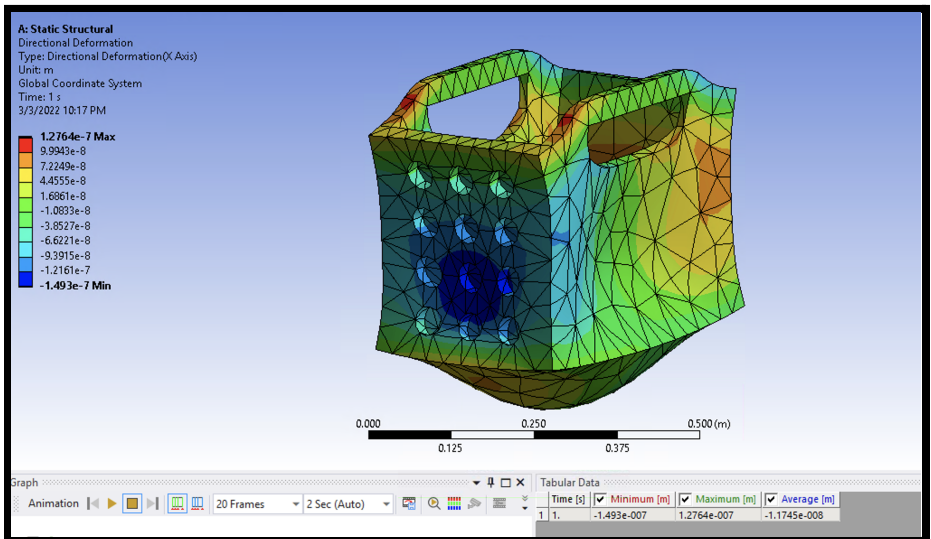 A: Static Structural
Directional Deformation
Type: Directional Deformation(X Axis)
Unit: m
Global Coordinate System
Time: 1 s
3/3/2022 10:17 PM
1.2764e-7 Max
9.9943e-8
7.2249e-8
4.4555e-8
1.6861e-8
-1.0833e-8
-3.8527e-8
-6.6221e-8
-9.3915e-8
-1.2161e-7
-1.493e-7 Min
0.000 0.250 0.500 (m)
0.125 0.375
Graph
Animation 20 Frames 2 Sec (Auto)
Tabular Data
Time [s] Minimum [m] Maximum [m] Average [m]
1 1. -1.493e-007 1.2764e-007 -1.1745e-008